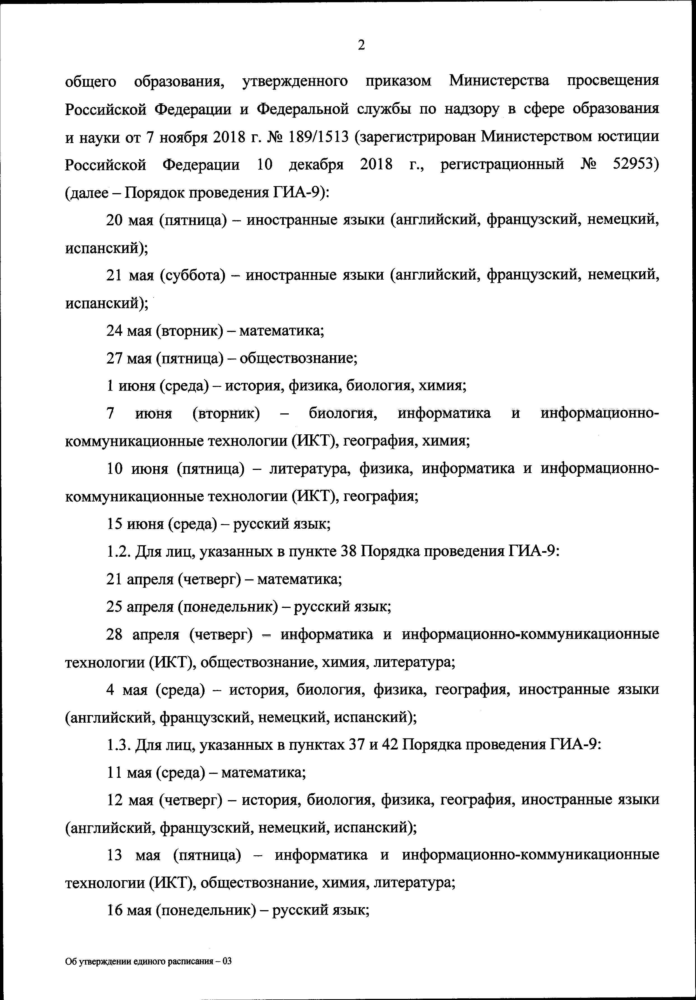 2
общего образования, утвержденного приказом Министерства просвещения
Российской Федерации и Федеральной службы по надзору в сфере образования
и науки от 7 ноября 2018 г. № 189/1513 (зарегистрирован Министерством юстиции
Российской Федерации 10 декабря 2018 г., регистрационный № 52953)
(далее – Порядок проведения ГИА-9):
20 мая (пятница) – иностранные языки (английский, французский, немецкий,
испанский);
21 мая (суббота) – иностранные языки (английский, французский, немецкий,
испанский);
24 мая (вторник) – математика;
27 мая (пятница) – обществознание;
1 июня (среда) – история, физика, биология, химия;
7 июня (вторник) – биология, информатика и информационно-
коммуникационные технологии (ИКТ), география, химия;
10 июня (пятница) – литература, физика, информатика и информационно-
коммуникационные технологии (ИКТ), география;
15 июня (среда) – русский язык;
1.2. Для лиц, указанных в пункте 38 Порядка проведения ГИА-9:
21 апреля (четверг) – математика;
25 апреля (понедельник) – русский язык;
28 апреля (четверг) – информатика и информационно-коммуникационные
технологии (ИКТ), обществознание, химия, литература;
4 мая (среда) – история, биология, физика, география, иностранные языки
(английский, французский, немецкий, испанский);
1.3. Для лиц, указанных в пунктах 37 и 42 Порядка проведения ГИА-9:
11 мая (среда) – математика;
12 мая (четверг) – история, биология, физика, география, иностранные языки
(английский, французский, немецкий, испанский);
13 мая (пятница) – информатика и информационно-коммуникационные
технологии (ИКТ), обществознание, химия, литература;
16 мая (понедельник) – русский язык;
Об утверждении единого расписания – 03